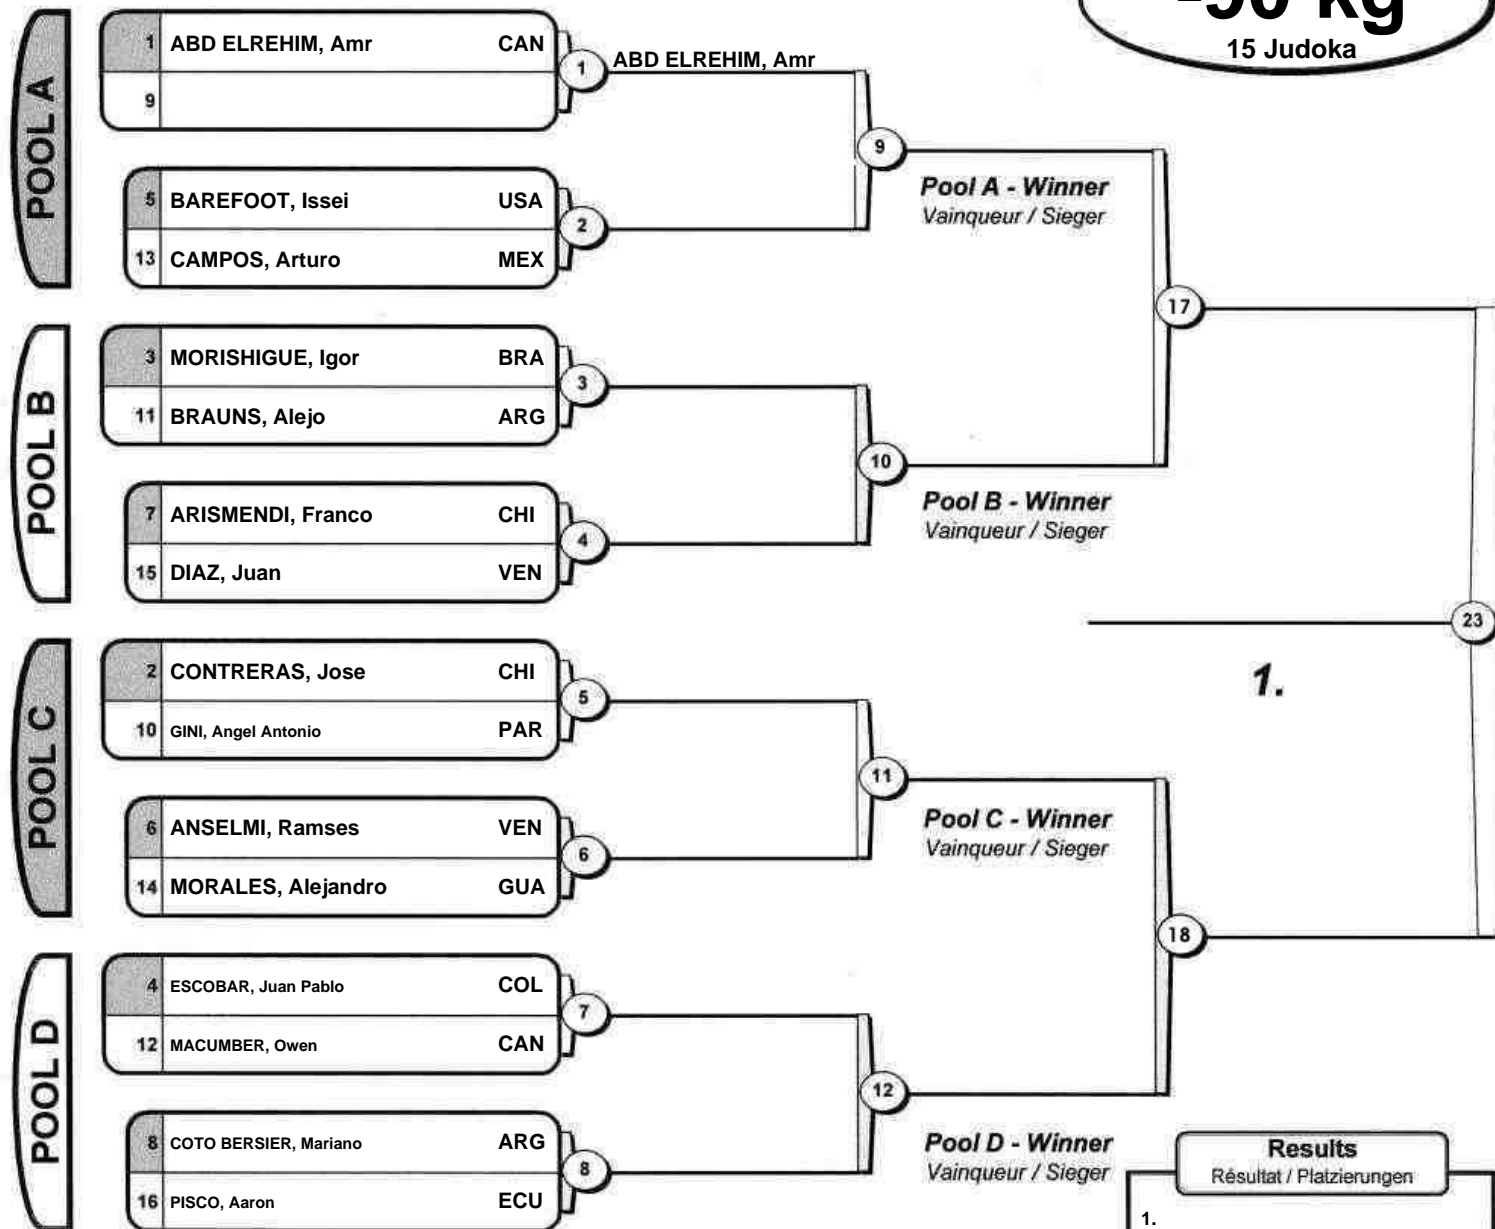 -90 kg
15 Judoka
POOL A
1 ABD ELREHIM, Amr CAN
9
1 ABD ELREHIM, Amr
5 BAREFOOT, Issei USA
13 CAMPOS, Arturo MEX
2
9
Pool A - Winner
Vainqueur / Sieger
POOL B
3 MORISHIGUE, Igor BRA
11 BRAUNS, Alejo ARG
3
7 ARISMENDI, Franco CHI
15 DIAZ, Juan VEN
4
10
Pool B - Winner
Vainqueur / Sieger
17
POOL C
2 CONTRERAS, Jose CHI
10 GINI, Angel Antonio PAR
5
6 ANSELMI, Ramses VEN
14 MORALES, Alejandro GUA
6
11
Pool C - Winner
Vainqueur / Sieger
POOL D
4 ESCOBAR, Juan Pablo COL
12 MACUMBER, Owen CAN
7
8 COTO BERSIER, Mariano ARG
16 PISCO, Aaron ECU
8
12
Pool D - Winner
Vainqueur / Sieger
18
23
1.
Results
Résultat / Platzierungen
1.